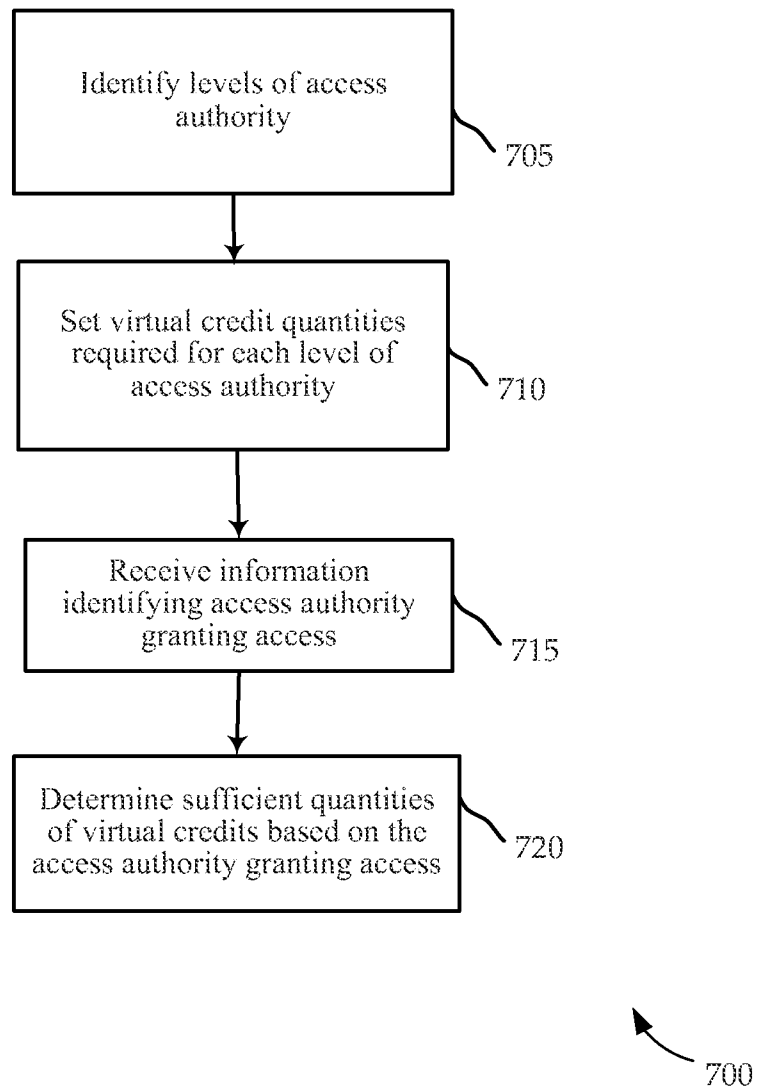 Identify levels of access
authority
705
Set virtual credit quantities
required for each level of
access authority
710
Receive information
identifying access authority
granting access
715
Determine sufficient quantities
of virtual credits based on the
access authority granting access
720
700